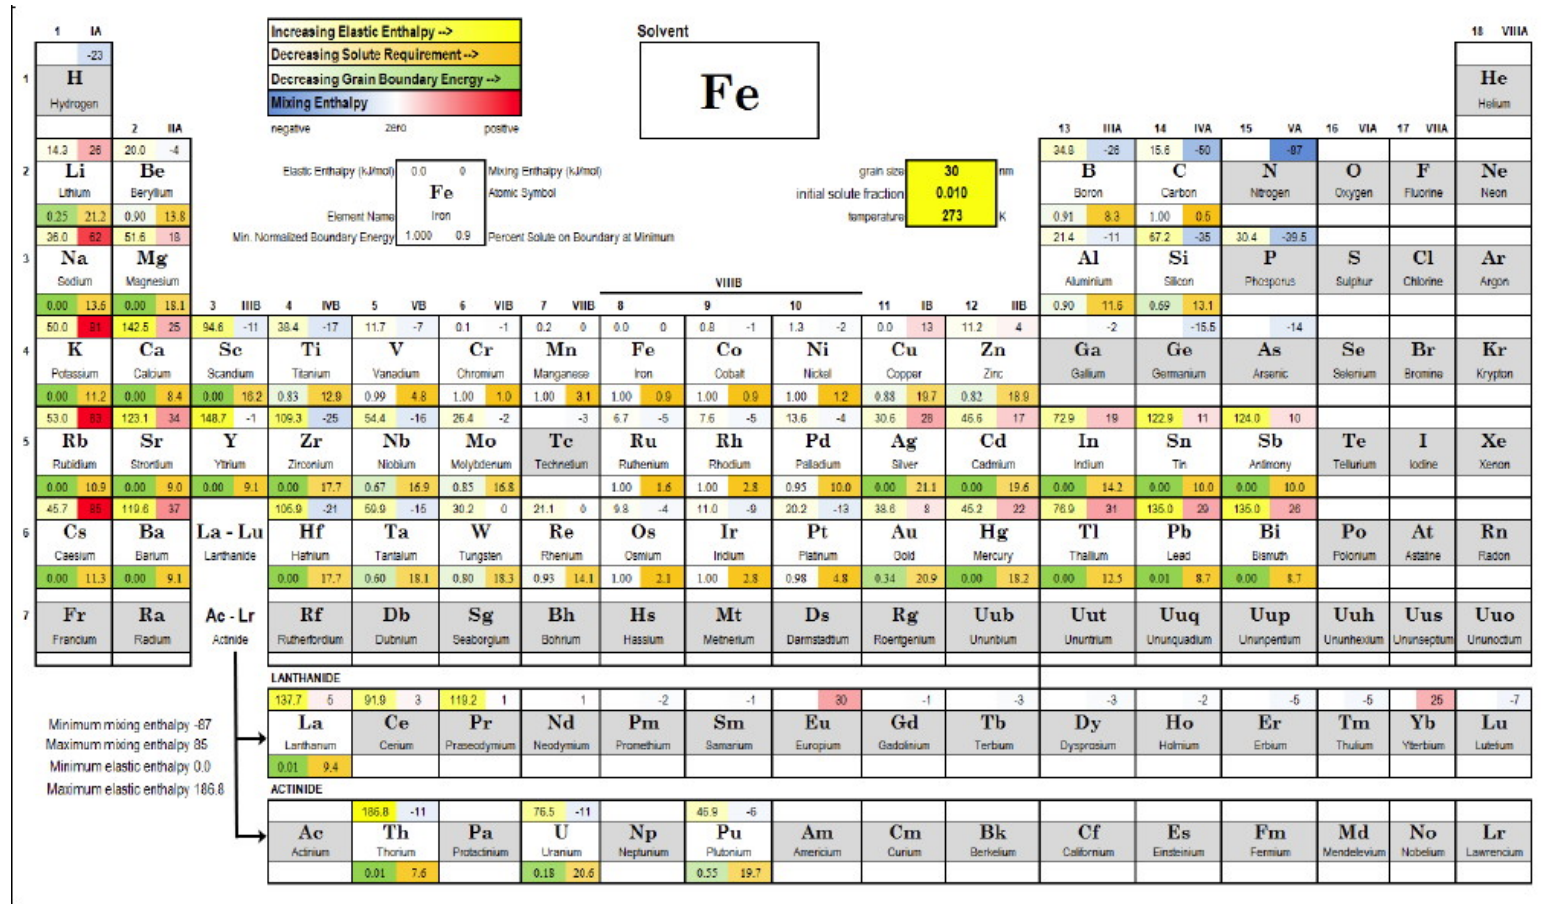 1 IA
18 VIIIA
Increasing Elastic Enthalpy -->
Decreasing Solute Requirement -->
Decreasing Grain Boundary Energy -->
Mixing Enthalpy
negative zero positive
Solvent
Fe
-23
1 H He
Hydrogen Helium
2 IIA 13 IIIA 14 IVA 15 VA 16 VIA 17 VIIA
14.3 26 20.0 -4 34.8 -26 15.6 -50 -87
2 Li Be B C N O F Ne
Lithium Beryllium Boron Carbon Nitrogen Oxygen Fluorine Neon
0.25 21.2 0.90 13.8 0.91 8.3 1.00 0.5
Elastic Enthalpy (kJ/mol) 0.0 0 Mixing Enthalpy (kJ/mol)
Fe Atomic Symbol
Element Name Iron
Min. Normalized Boundary Energy 1.000 0.9 Percent Solute on Boundary at Minimum
grain size 30 nm
initial solute fraction 0.010
temperature 273 K
36.0 62 51.6 18 21.4 -11 67.2 -35 30.4 -39.5
3 Na Mg Al Si P S Cl Ar
Sodium Magnesium Aluminium Silicon Phosporus Sulphur Chlorine Argon
VIIIB
3 IIIB 4 IVB 5 VB 6 VIB 7 VIIB 8 9 10 11 IB 12 IIB
0.00 13.6 0.00 18.1 0.90 11.6 0.69 13.1
50.0 81 142.5 25 94.6 -11 38.4 -17 11.7 -7 0.1 -1 0.2 0 0.0 0 0.8 -1 1.3 -2 0.0 13 11.2 4 -2 -15.5 -14
4 K Ca Sc Ti V Cr Mn Fe Co Ni Cu Zn Ga Ge As Se Br Kr
Potassium Calcium Scandium Titanium Vanadium Chromium Manganese Iron Cobalt Nickel Copper Zinc Gallium Germanium Arsenic Selenium Bromine Krypton
0.00 11.2 0.00 8.4 0.00 16.2 0.83 12.9 0.99 4.8 1.00 1.0 1.00 3.1 1.00 0.9 1.00 0.9 1.00 1.2 0.88 19.7 0.82 18.9
53.0 83 123.1 34 148.7 -1 109.3 -25 54.4 -16 26.4 -2 -3 6.7 -5 7.6 -5 13.6 -4 30.6 28 46.6 17 72.9 19 122.9 11 124.0 10
5 Rb Sr Y Zr Nb Mo Tc Ru Rh Pd Ag Cd In Sn Sb Te I Xe
Rubidium Strontium Yttrium Zirconium Niobium Molybdenum Technetium Ruthenium Rhodium Palladium Silver Cadmium Indium Tin Antimony Tellurium Iodine Xenon
0.00 10.9 0.00 9.0 0.00 9.1 0.00 17.7 0.67 16.9 0.85 16.8 1.00 1.6 1.00 2.8 0.95 10.0 0.00 21.1 0.00 19.6 0.00 14.2 0.00 10.0 0.00 10.0
45.7 85 119.6 37 105.9 -21 59.9 -15 30.2 0 21.1 0 9.8 -4 11.0 -9 20.2 -13 38.6 8 45.2 22 76.9 31 135.0 29 135.0 26
6 Cs Ba La - Lu Hf Ta W Re Os Ir Pt Au Hg Tl Pb Bi Po At Rn
Caesium Barium Lanthanide Hafnium Tantalum Tungsten Rhenium Osmium Iridium Platinum Gold Mercury Thallium Lead Bismuth Polonium Astatine Radon
0.00 11.3 0.00 9.1 0.00 17.7 0.60 18.1 0.80 18.3 0.93 14.1 1.00 2.1 1.00 2.8 0.98 4.8 0.34 20.9 0.00 18.2 0.00 12.5 0.01 8.7 0.00 8.7
7 Fr Ra Ac - Lr Rf Db Sg Bh Hs Mt Ds Rg Uub Uut Uuq Uup Uuh Uus Uuo
Francium Radium Actinide Rutherfordium Dubnium Seaborgium Bohrium Hassium Meitnerium Darmstadtium Roentgenium Ununbium Ununtrium Ununquadium Ununpentium Ununhexium Ununseptium Ununoctium
LANTHANIDE
137.7 5 91.9 3 119.2 1 1 -2 -1 30 -1 -3 -3 -2 -5 -5 25 -7
La Ce Pr Nd Pm Sm Eu Gd Tb Dy Ho Er Tm Yb Lu
Lanthanum Cerium Praseodymium Neodymium Promethium Samarium Europium Gadolinium Terbium Dysprosium Holmium Erbium Thulium Ytterbium Lutetium
0.01 9.4
Minimum mixing enthalpy -87
Maximum mixing enthalpy 85
Minimum elastic enthalpy 0.0
Maximum elastic enthalpy 186.8
ACTINIDE
186.8 -11 76.5 -11 46.9 -6
Ac Th Pa U Np Pu Am Cm Bk Cf Es Fm Md No Lr
Actinium Thorium Protactinium Uranium Neptunium Plutonium Americium Curium Berkelium Californium Einsteinium Fermium Mendelevium Nobelium Lawrencium
0.01 7.6 0.18 20.6 0.55 19.7